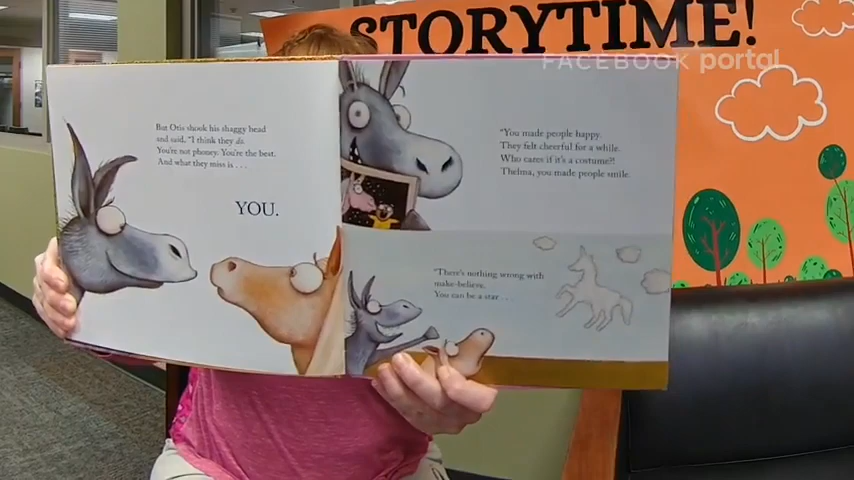 STORYTIME!
FACEBOOK portal
But Otis shook his shaggy head
and said, "I think they do.
You're not phoney. You're the best.
And what they miss is . . .
YOU.
"You made people happy.
They felt cheerful for a while.
Who cares if it's a costume?!
Thelma, you made people smile.
"There's nothing wrong with
make-believe.
You can be a star . . .